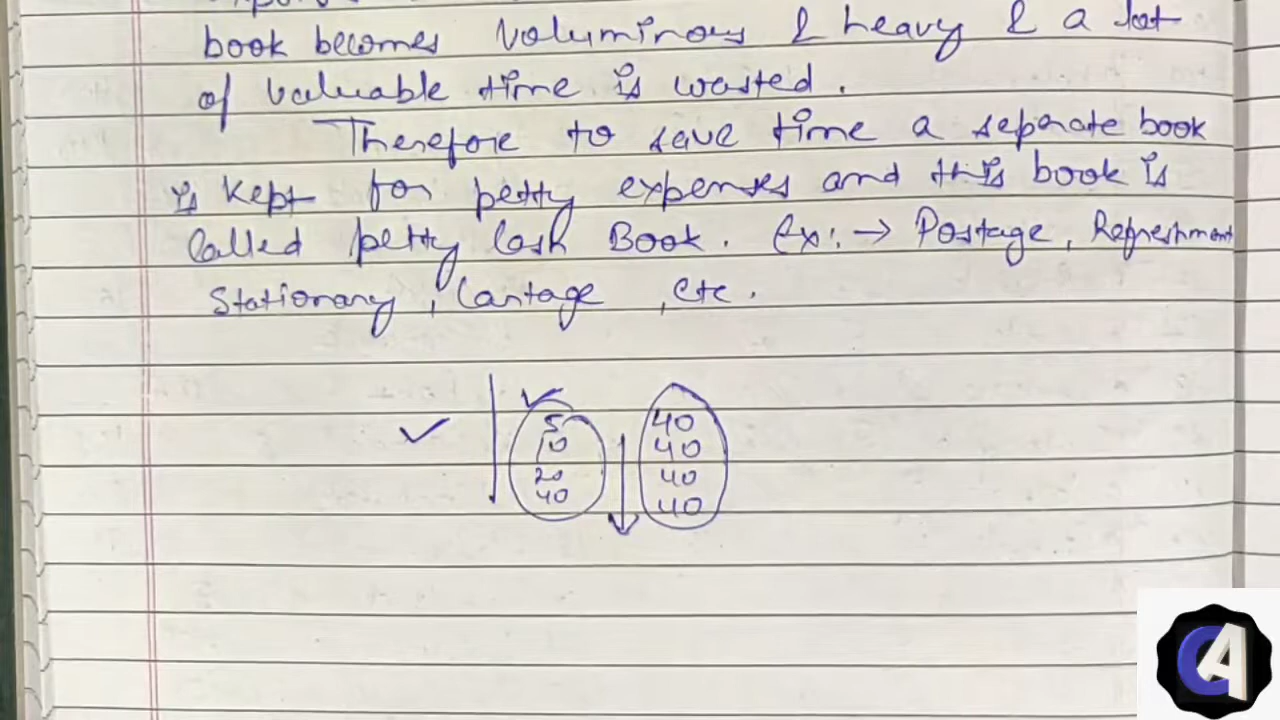 book becomes voluminous & heavy & a lot
of valuable time is wasted.
Therefore to save time a separate book
is kept for petty expenses and this book is
called petty cash Book. Ex:→ Postage, Refreshment
Stationary, Cartage, etc.
5 40
10 40
20 40
40 40
CA